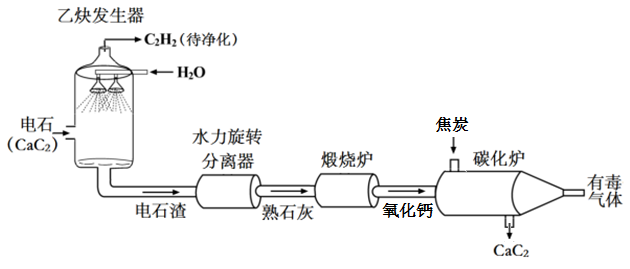 乙炔发生器
C₂H₂(待净化)
H₂O
电石
(CaC₂)
水力旋转
分离器
煅烧炉
焦炭
碳化炉
有毒
气体
电石渣
熟石灰
氧化钙
CaC₂